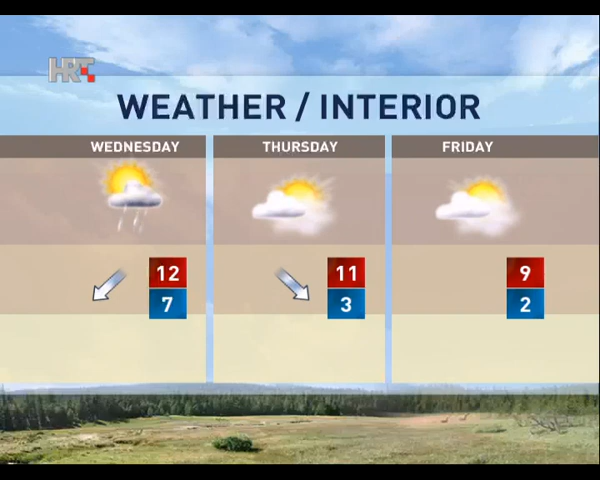 HRT
WEATHER / INTERIOR
WEDNESDAY
THURSDAY
FRIDAY
12
11
9
7
3
2